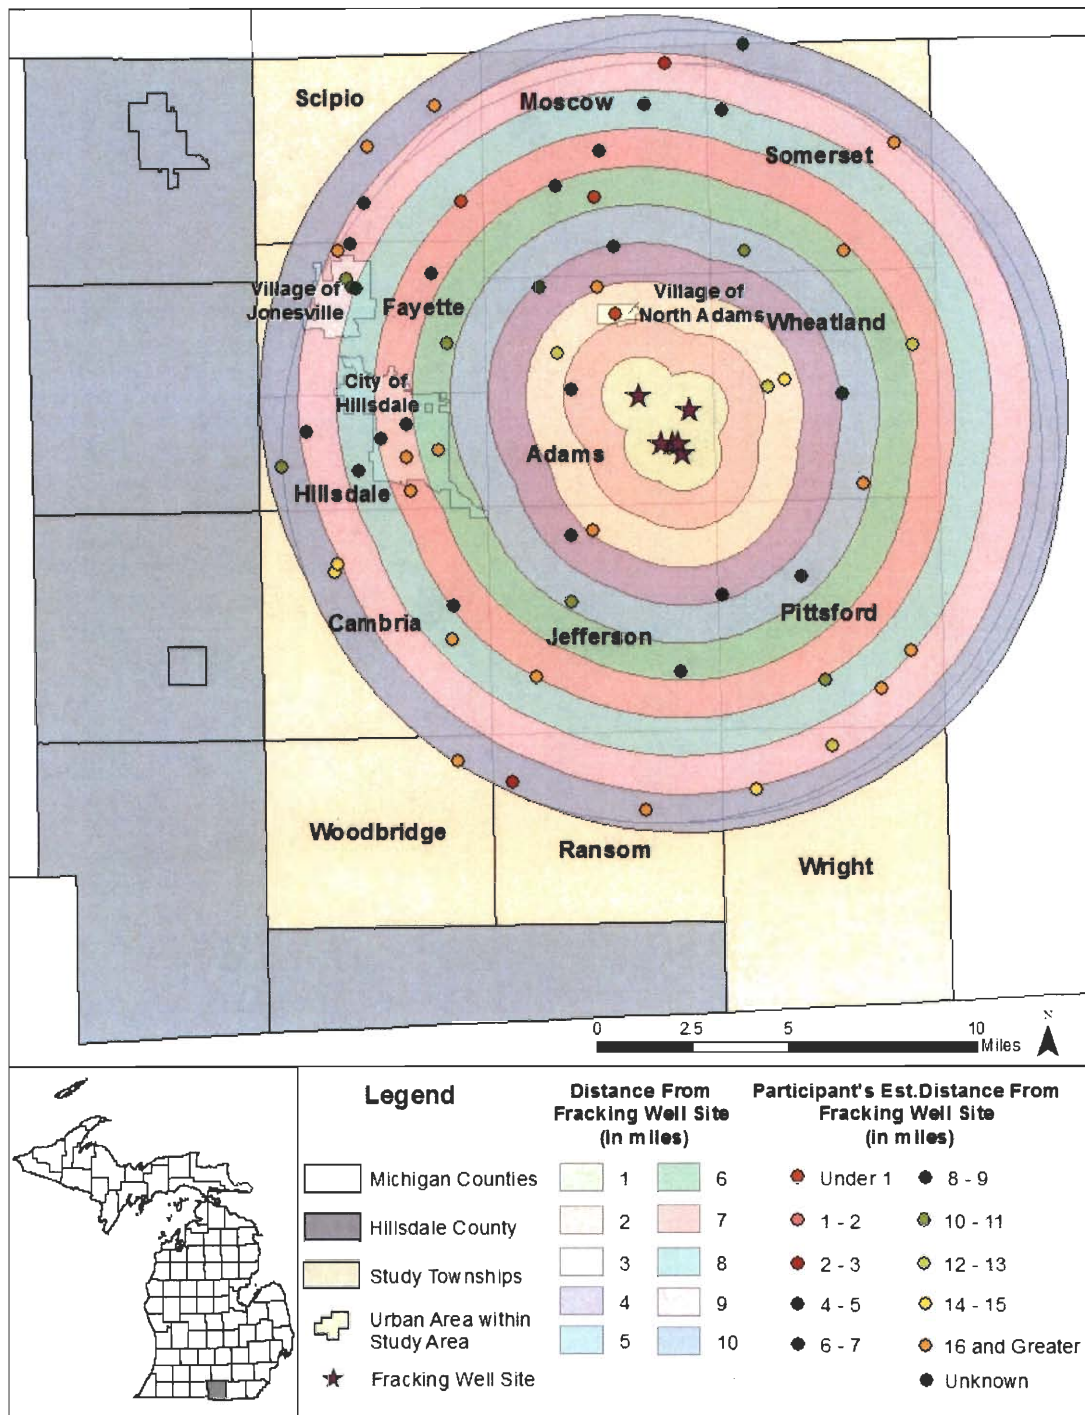 Scipio
Moscow
Somerset
Village of
Jonesville
Fayette
Village of
North Adams
Wheatland
City of
Hillsdale
Adams
Hillsdale
Cambria
Jefferson
Pittsford
Woodbridge
Ransom
Wright
0 2.5 5 10
Miles
N
Legend
Michigan Counties
Hillsdale County
Study Townships
Urban Area within
Study Area
Fracking Well Site
Distance From
Fracking Well Site
(in miles)
1 6
2 7
3 8
4 9
5 10
Participant's Est.Distance From
Fracking Well Site
(in miles)
Under 1 8 - 9
1 - 2 10 - 11
2 - 3 12 - 13
4 - 5 14 - 15
6 - 7 16 and Greater
Unknown